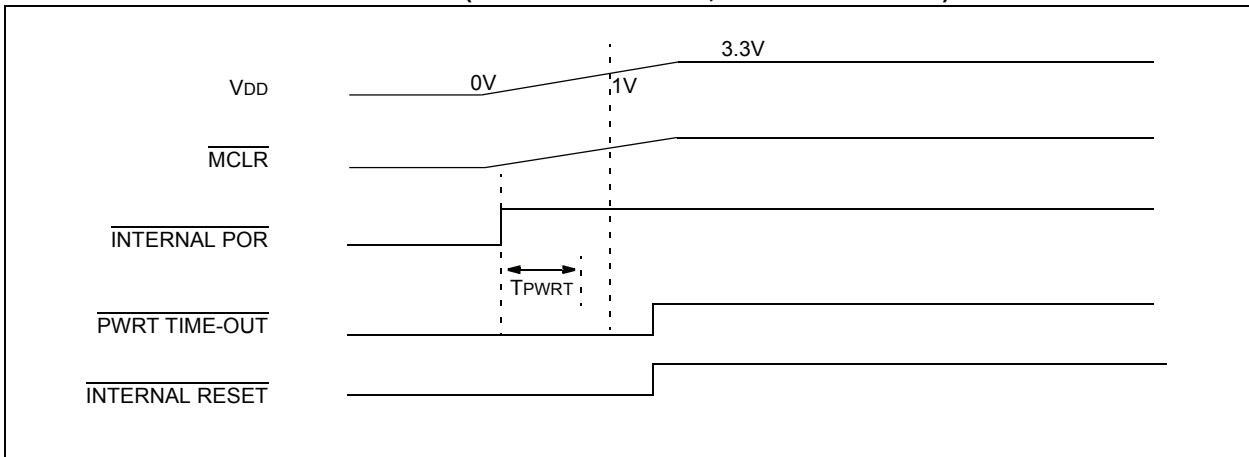 3.3V
VDD
0V
1V
MCLR
INTERNAL POR
TPWRT
PWRT TIME-OUT
INTERNAL RESET